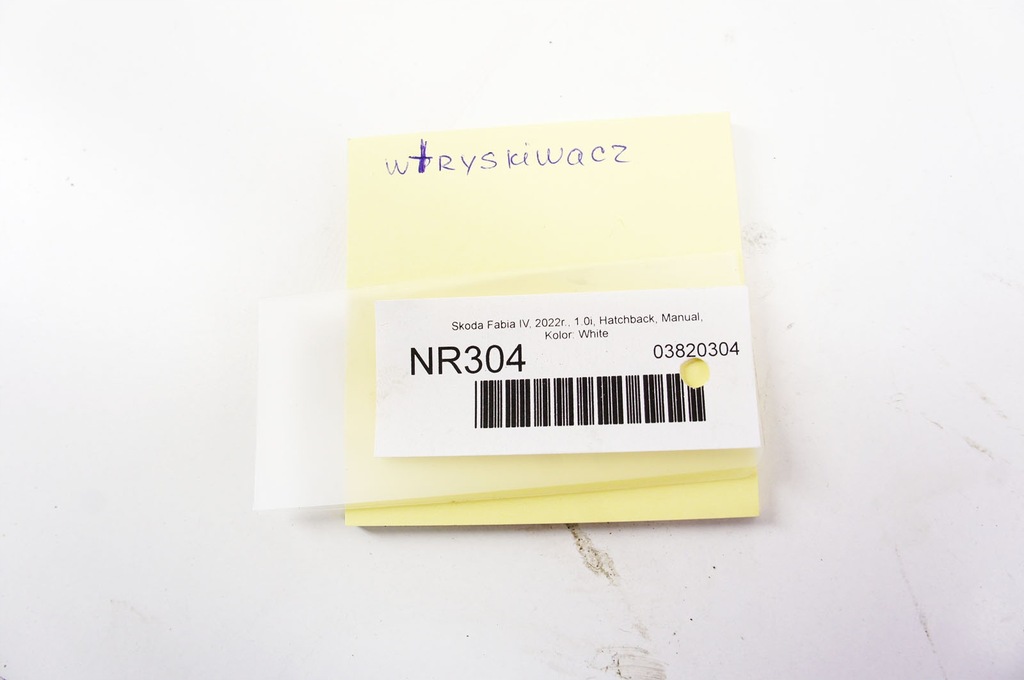 wtryskiwacz
Skoda Fabia IV, 2022r., 1.0i, Hatchback, Manual,
Kolor: White
NR304
03820304